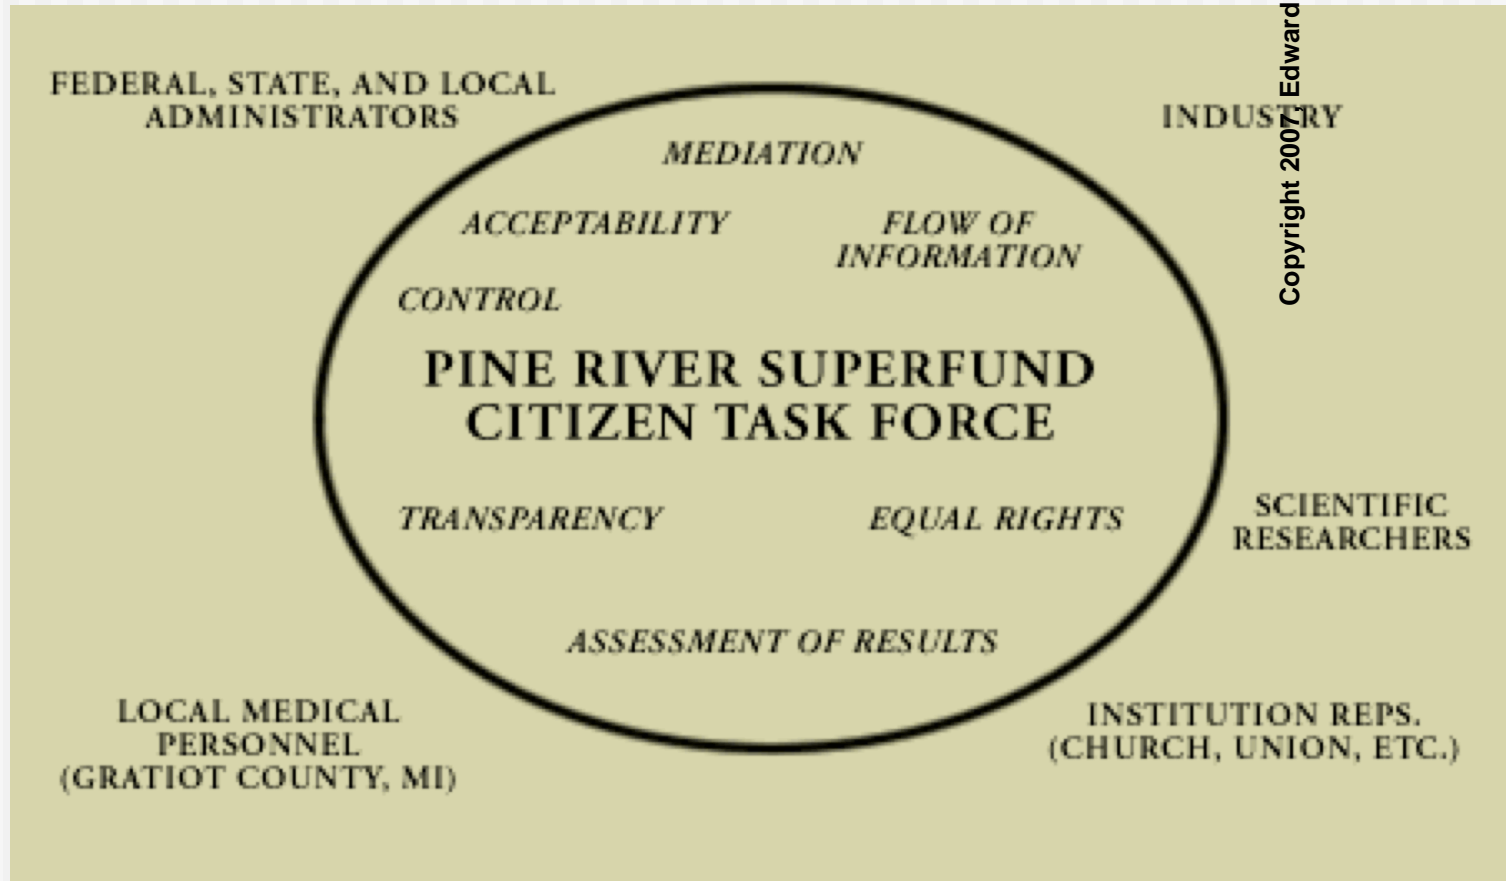 FEDERAL, STATE, AND LOCAL
ADMINISTRATORS
INDUSTRY
Copyright 2007, Edward
MEDIATION
ACCEPTABILITY
FLOW OF
INFORMATION
CONTROL
PINE RIVER SUPERFUND
CITIZEN TASK FORCE
TRANSPARENCY
EQUAL RIGHTS
SCIENTIFIC
RESEARCHERS
ASSESSMENT OF RESULTS
LOCAL MEDICAL
PERSONNEL
(GRATIOT COUNTY, MI)
INSTITUTION REPS.
(CHURCH, UNION, ETC.)